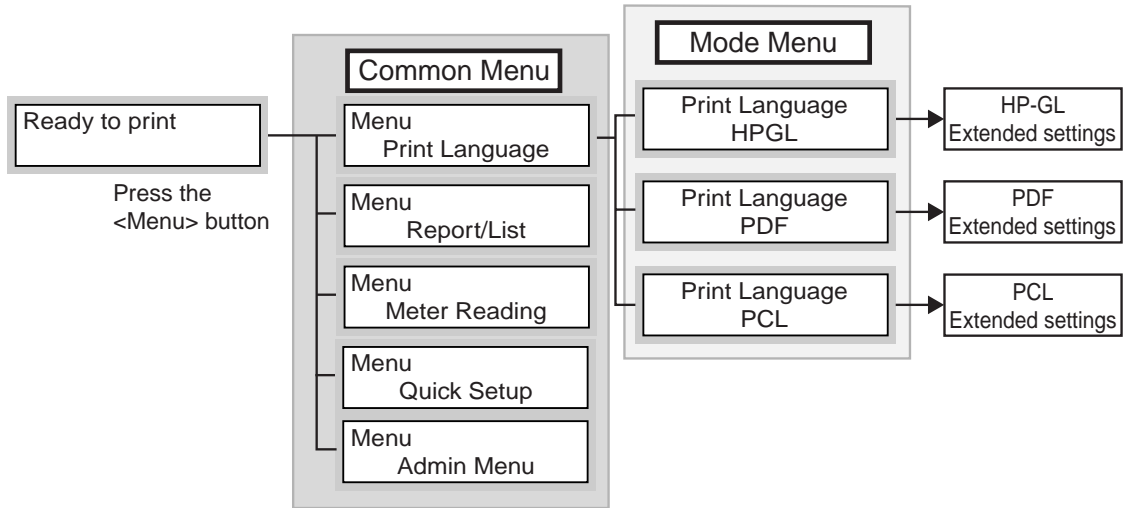 Ready to print
Press the
<Menu> button
Common Menu
Menu
Print Language
Menu
Report/List
Menu
Meter Reading
Menu
Quick Setup
Menu
Admin Menu
Mode Menu
Print Language
HPGL
Print Language
PDF
Print Language
PCL
HP-GL
Extended settings
PDF
Extended settings
PCL
Extended settings